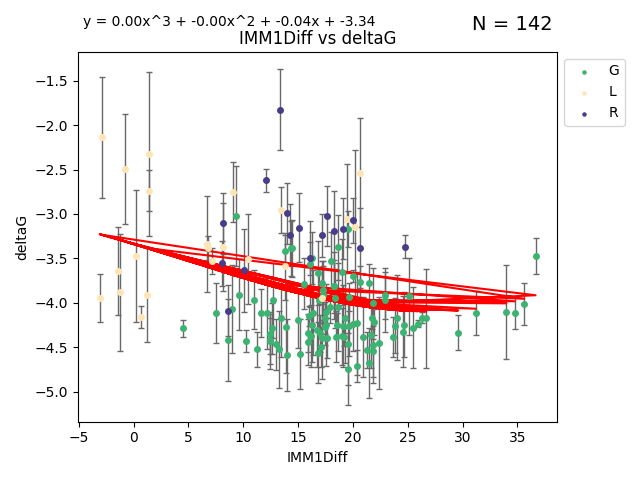 y = 0.00x^3 + -0.00x^2 + -0.04x + -3.34
N = 142
IMM1Diff vs deltaG
G
L
R
deltaG
−1.5
−2.0
−2.5
−3.0
−3.5
−4.0
−4.5
−5.0
−5 0 5 10 15 20 25 30 35
IMM1Diff